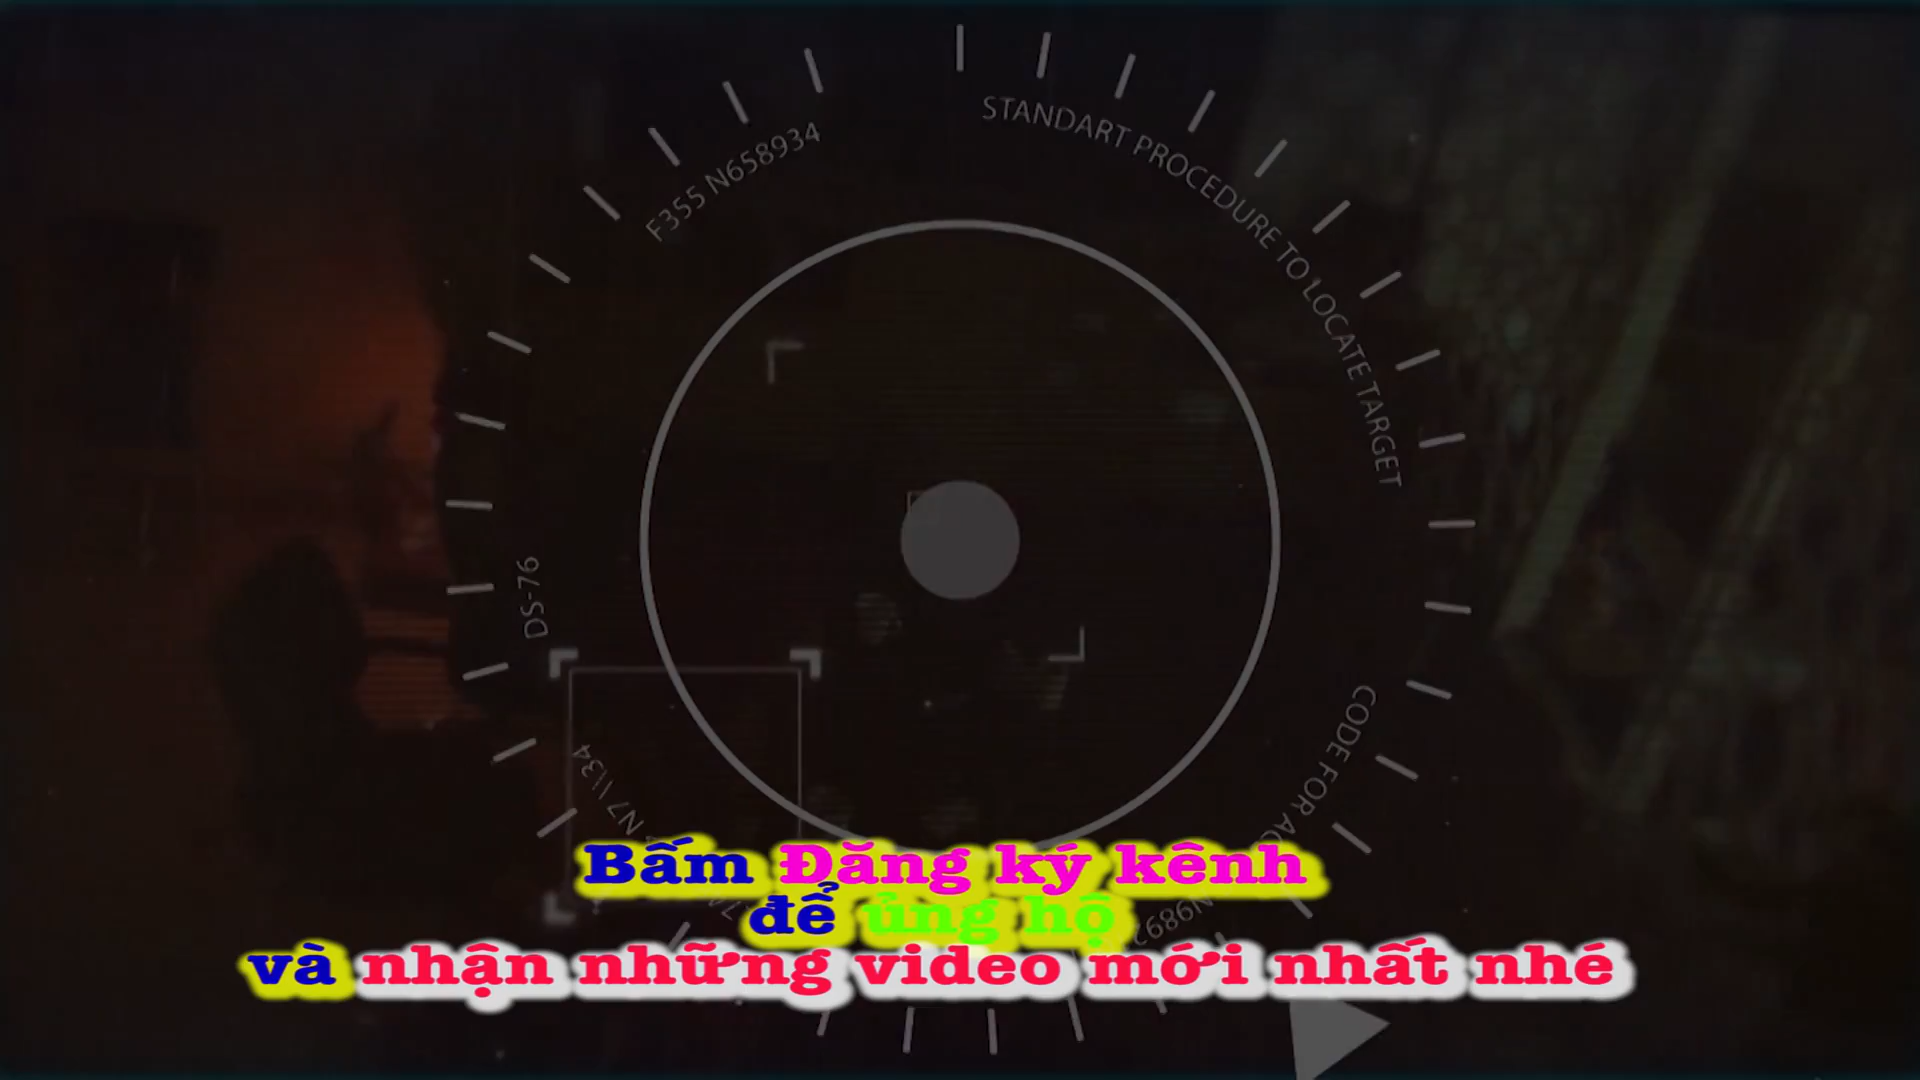 STANDART PROCEDURE TO LOCATE TARGET
F355 N658934
DS-76
CODE FOR
Bấm Đăng ký kênh
để ủng hộ
và nhận những video mới nhất nhé